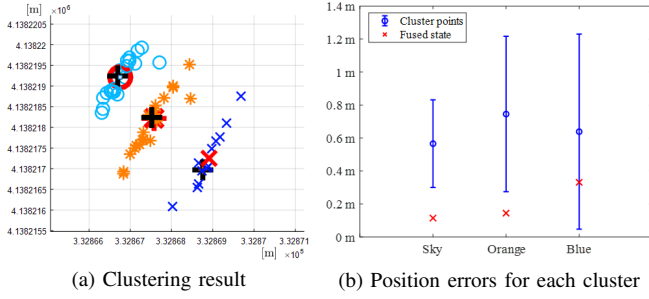 [m] × 10⁶
4.1382205
4.13822
4.1382195
4.138219
4.1382185
4.138218
4.1382175
4.138217
4.1382165
4.138216
4.1382155
3.32866 3.32867 3.32868 3.32869 3.3287 3.32871
[m] × 10⁵
(a) Clustering result
1.4 m
1.2 m
0.8 m
0.6 m
0.4 m
0.2 m
0 m
Cluster points
Fused state
Sky Orange Blue
(b) Position errors for each cluster